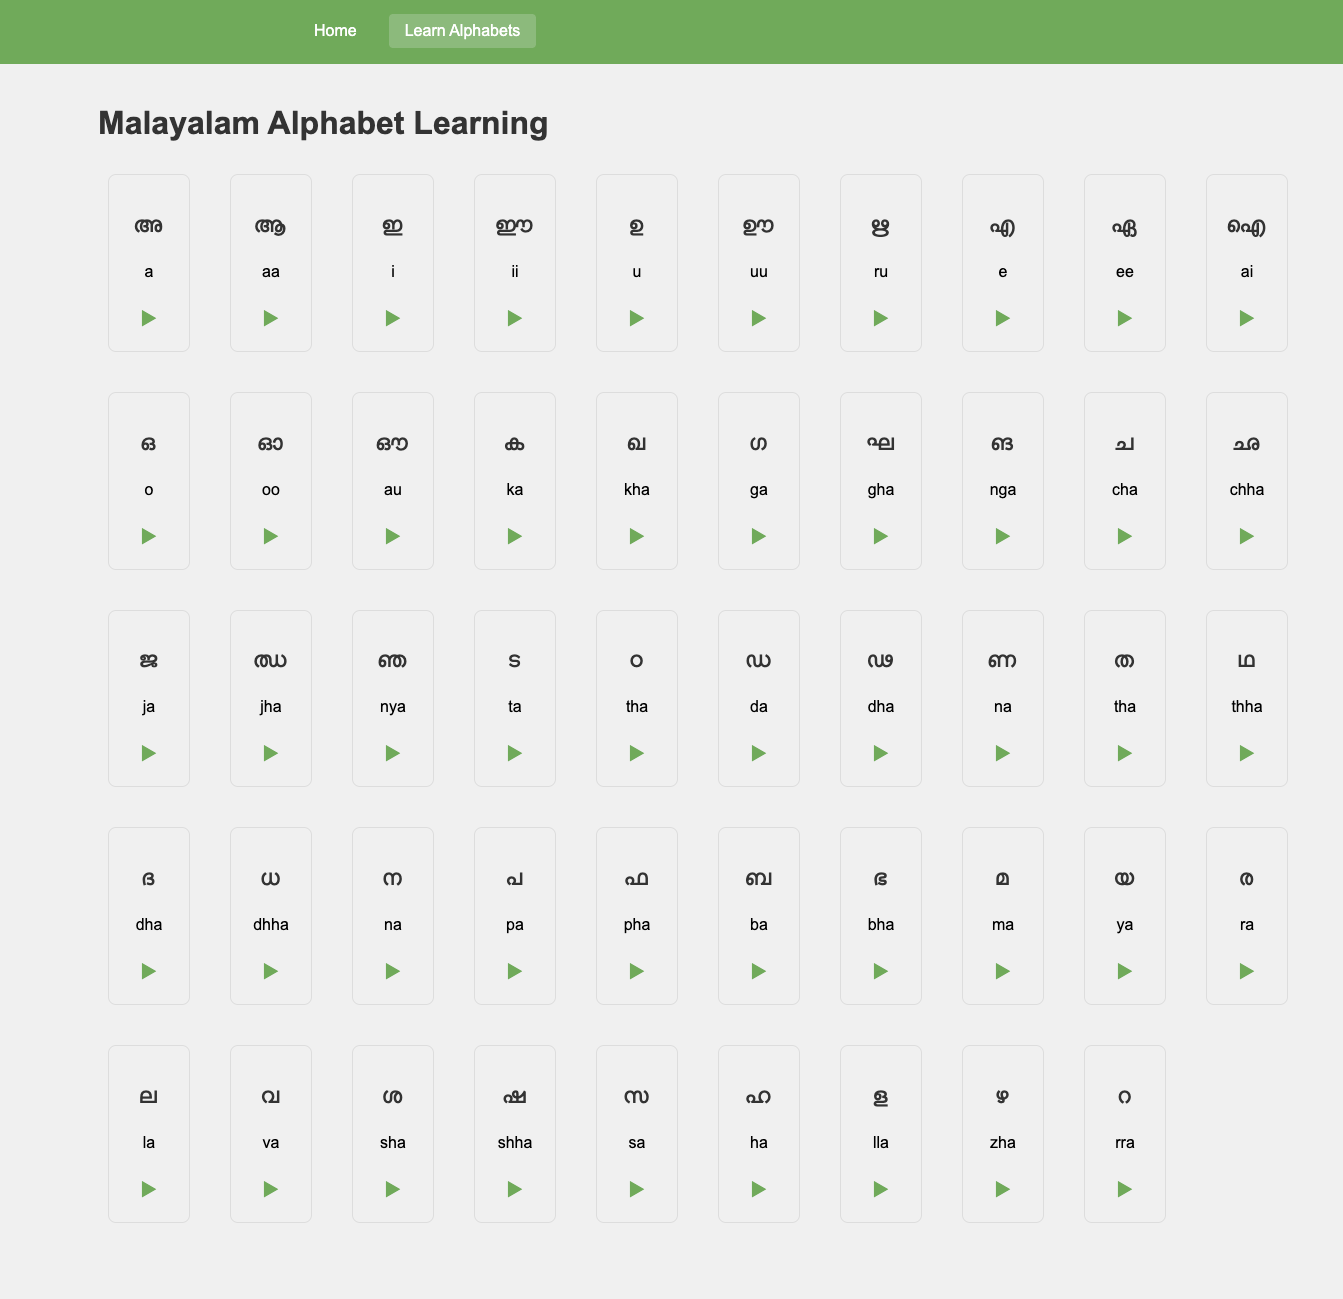 Home Learn Alphabets
Malayalam Alphabet Learning
അ ആ ഇ ഈ ഉ ഊ ഋ എ ഏ ഐ
a aa i ii u uu ru e ee ai
ഒ ഓ ഔ ക ഖ ഗ ഘ ങ ച ഛ
o oo au ka kha ga gha nga cha chha
ജ ഝ ഞ ട ഠ ഡ ഢ ണ ത ഥ
ja jha nya ta tha da dha na tha thha
ദ ധ ന പ ഫ ബ ഭ മ യ ര
dha dhha na pa pha ba bha ma ya ra
ല വ ശ ഷ സ ഹ ള ഴ റ
la va sha shha sa ha lla zha rra